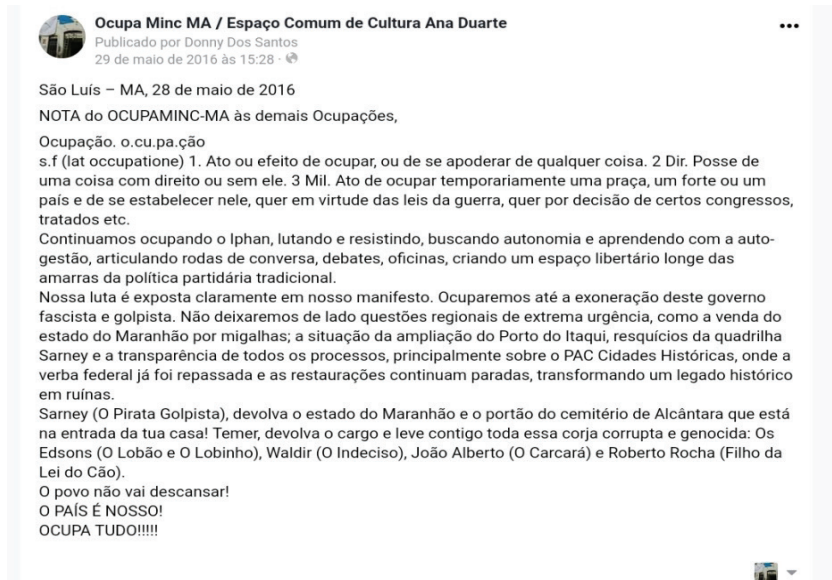 Ocupa Minc MA / Espaço Comum de Cultura Ana Duarte
Publicado por Donny Dos Santos
29 de maio de 2016 às 15:28 ·
São Luís – MA, 28 de maio de 2016
NOTA do OCUPAMINC-MA às demais Ocupações,
Ocupação. o.cu.pa.ção
s.f (lat occupatione) 1. Ato ou efeito de ocupar, ou de se apoderar de qualquer coisa. 2 Dir. Posse de
uma coisa com direito ou sem ele. 3 Mil. Ato de ocupar temporariamente uma praça, um forte ou um
país e de se estabelecer nele, quer em virtude das leis da guerra, quer por decisão de certos congressos,
tratados etc.
Continuamos ocupando o Iphan, lutando e resistindo, buscando autonomia e aprendendo com a auto-
gestão, articulando rodas de conversa, debates, oficinas, criando um espaço libertário longe das
amarras da política partidária tradicional.
Nossa luta é exposta claramente em nosso manifesto. Ocuparemos até a exoneração deste governo
fascista e golpista. Não deixaremos de lado questões regionais de extrema urgência, como a venda do
estado do Maranhão por migalhas; a situação da ampliação do Porto do Itaqui, resquícios da quadrilha
Sarney e a transparência de todos os processos, principalmente sobre o PAC Cidades Históricas, onde a
verba federal já foi repassada e as restaurações continuam paradas, transformando um legado histórico
em ruínas.
Sarney (O Pirata Golpista), devolva o estado do Maranhão e o portão do cemitério de Alcântara que está
na entrada da tua casa! Temer, devolva o cargo e leve contigo toda essa corja corrupta e genocida: Os
Edsons (O Lobão e O Lobinho), Waldir (O Indeciso), João Alberto (O Carcará) e Roberto Rocha (Filho da
Lei do Cão).
O povo não vai descansar!
O PAÍS É NOSSO!
OCUPA TUDO!!!!!